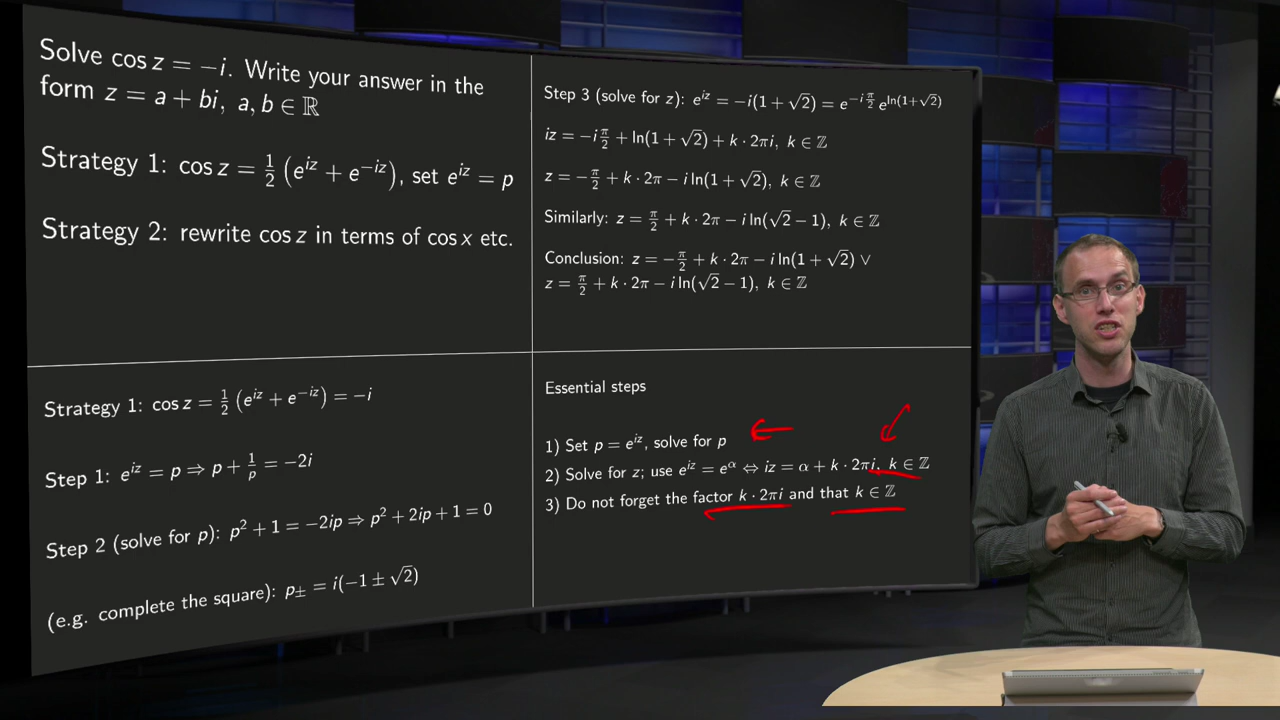 Solve cos z = −i. Write your answer in the
form z = a + bi, a, b ∈ ℝ
Strategy 1: cos z = ½ (e^{iz} + e^{−iz}), set e^{iz} = p
Strategy 2: rewrite cos z in terms of cos x etc.
Step 3 (solve for z): e^{iz} = −i(1 + √2) = e^{−i π/2} e^{ln(1+√2)}
iz = −i π/2 + ln(1 + √2) + k · 2πi, k ∈ ℤ
z = −π/2 + k · 2π − i ln(1 + √2), k ∈ ℤ
Similarly: z = π/2 + k · 2π − i ln(√2 − 1), k ∈ ℤ
Conclusion: z = −π/2 + k · 2π − i ln(1 + √2) ∨
z = π/2 + k · 2π − i ln(√2 − 1), k ∈ ℤ
Strategy 1: cos z = ½ (e^{iz} + e^{−iz}) = −i
Step 1: e^{iz} = p ⇒ p + 1/p = −2i
Step 2 (solve for p): p² + 1 = −2ip ⇒ p² + 2ip + 1 = 0
(e.g. complete the square): p± = i(−1 ± √2)
Essential steps
1) Set p = e^{iz}, solve for p
2) Solve for z; use e^{iz} = e^α ⇔ iz = α + k · 2πi, k ∈ ℤ
3) Do not forget the factor k · 2πi and that k ∈ ℤ